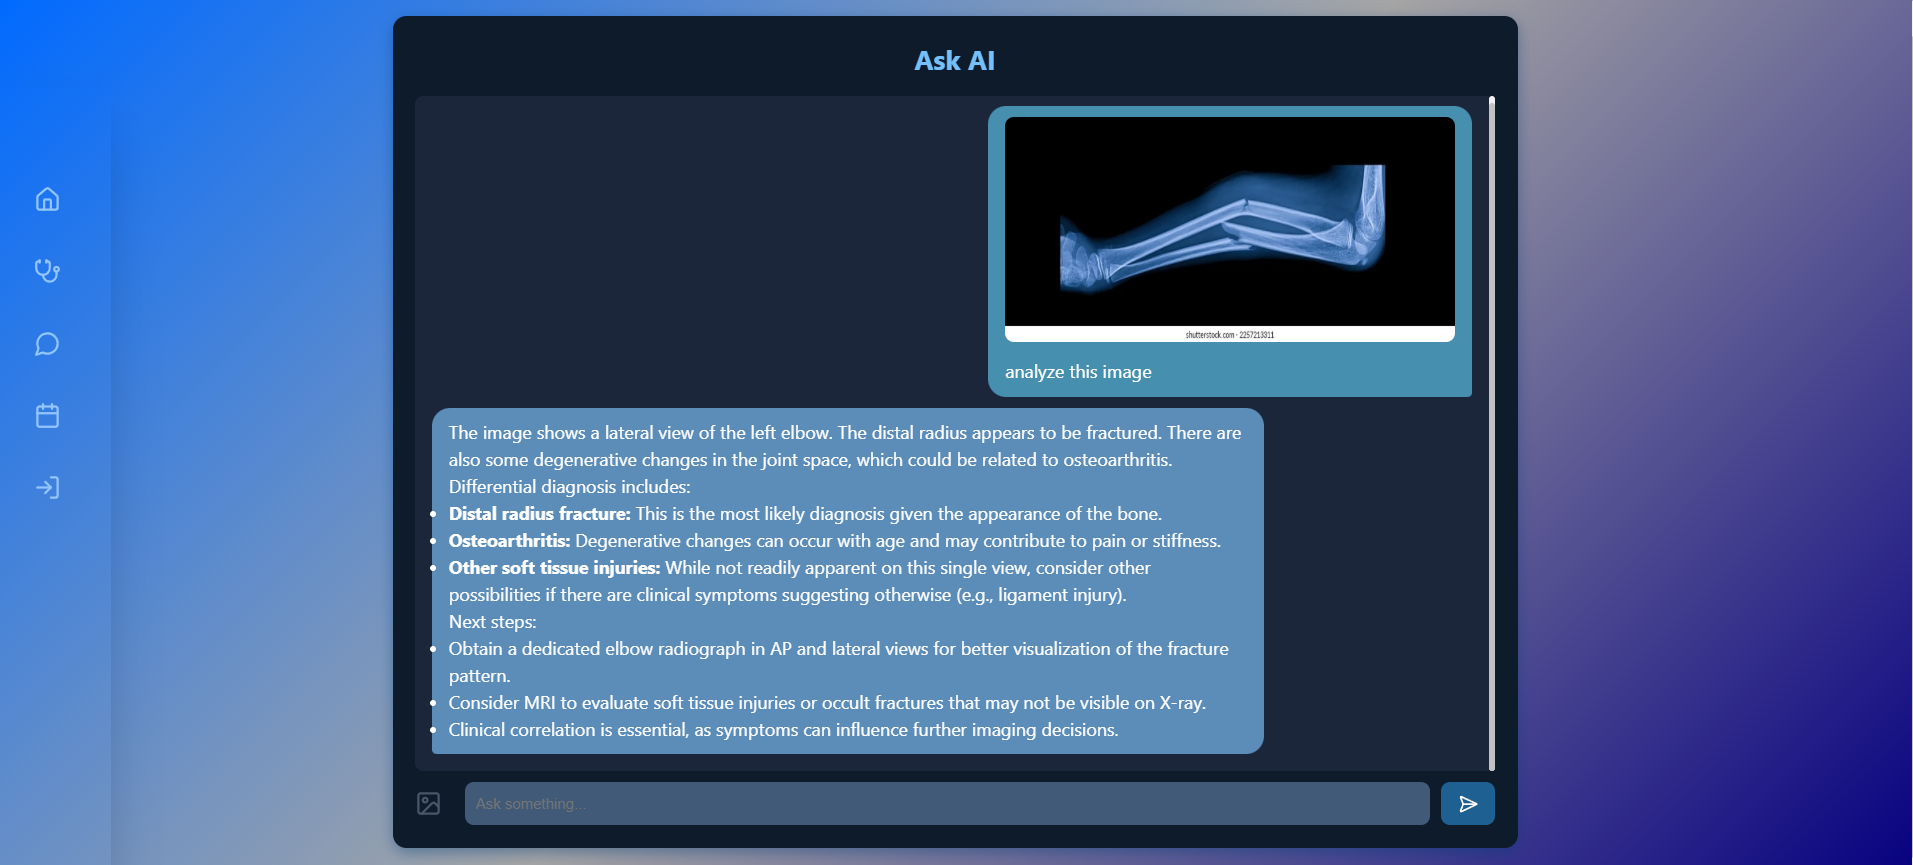 Ask AI
shutterstock.com · 2257213311
analyze this image
The image shows a lateral view of the left elbow. The distal radius appears to be fractured. There are
also some degenerative changes in the joint space, which could be related to osteoarthritis.
Differential diagnosis includes:
• Distal radius fracture: This is the most likely diagnosis given the appearance of the bone.
• Osteoarthritis: Degenerative changes can occur with age and may contribute to pain or stiffness.
• Other soft tissue injuries: While not readily apparent on this single view, consider other
possibilities if there are clinical symptoms suggesting otherwise (e.g., ligament injury).
Next steps:
• Obtain a dedicated elbow radiograph in AP and lateral views for better visualization of the fracture
pattern.
• Consider MRI to evaluate soft tissue injuries or occult fractures that may not be visible on X-ray.
• Clinical correlation is essential, as symptoms can influence further imaging decisions.
Ask something...